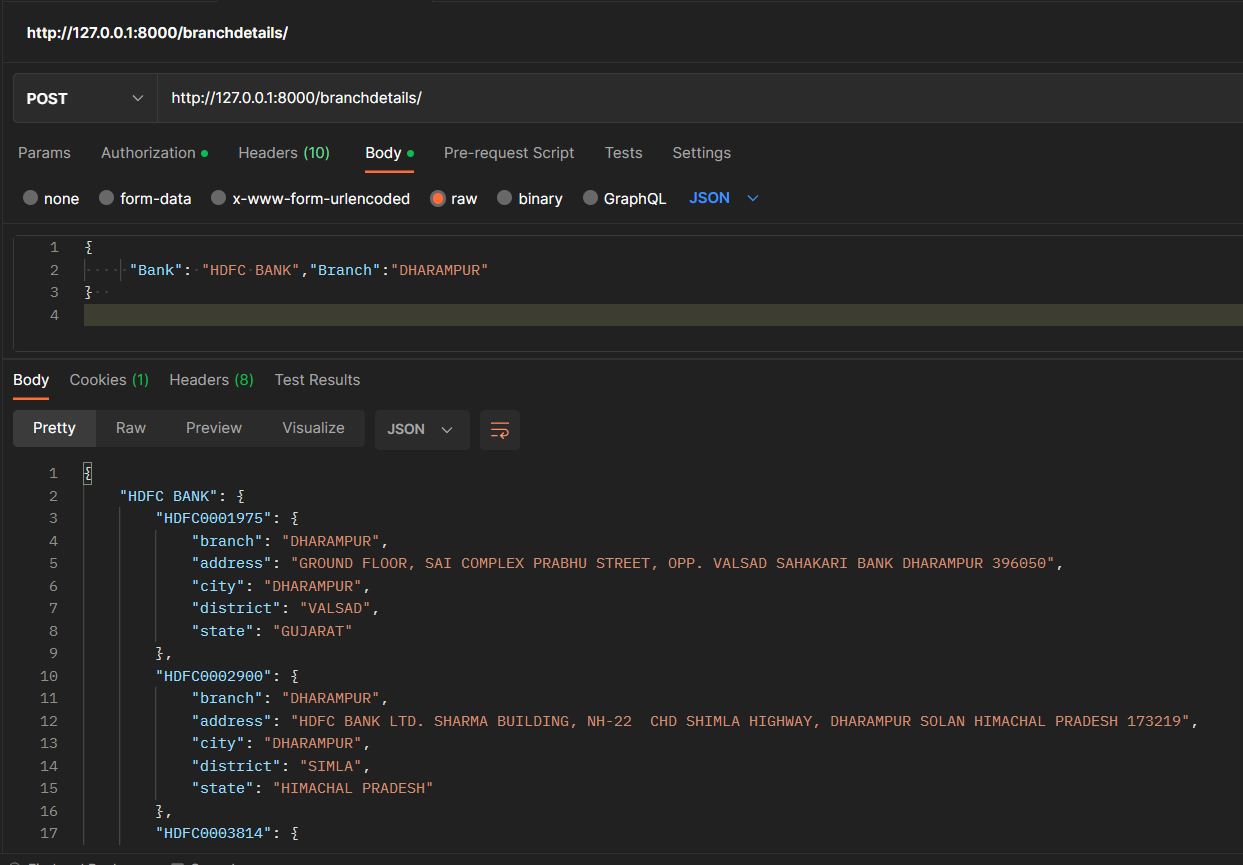 http://127.0.0.1:8000/branchdetails/
POST http://127.0.0.1:8000/branchdetails/
Params Authorization Headers (10) Body Pre-request Script Tests Settings
none form-data x-www-form-urlencoded raw binary GraphQL JSON
1 {
2 "Bank": "HDFC BANK","Branch":"DHARAMPUR"
3 }
4
Body Cookies (1) Headers (8) Test Results
Pretty Raw Preview Visualize JSON
1 {
2 "HDFC BANK": {
3 "HDFC0001975": {
4 "branch": "DHARAMPUR",
5 "address": "GROUND FLOOR, SAI COMPLEX PRABHU STREET, OPP. VALSAD SAHAKARI BANK DHARAMPUR 396050",
6 "city": "DHARAMPUR",
7 "district": "VALSAD",
8 "state": "GUJARAT"
9 },
10 "HDFC0002900": {
11 "branch": "DHARAMPUR",
12 "address": "HDFC BANK LTD. SHARMA BUILDING, NH-22  CHD SHIMLA HIGHWAY, DHARAMPUR SOLAN HIMACHAL PRADESH 173219",
13 "city": "DHARAMPUR",
14 "district": "SIMLA",
15 "state": "HIMACHAL PRADESH"
16 },
17 "HDFC0003814": {